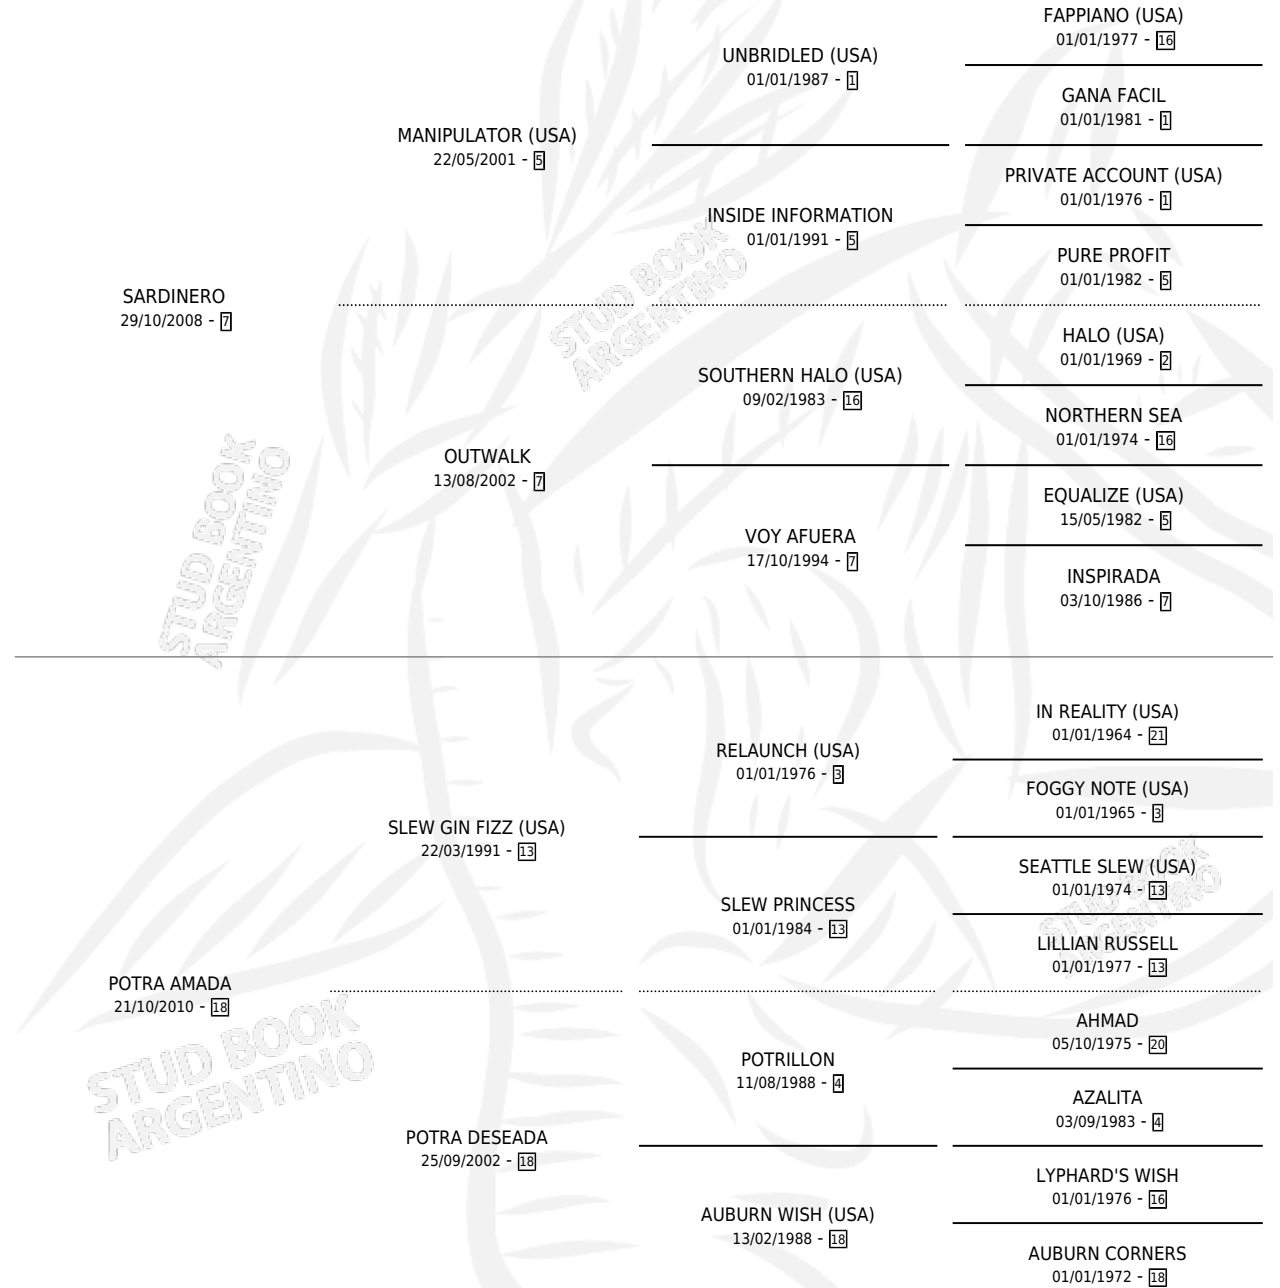 FAPPIANO (USA)
01/01/1977 - 16
UNBRIDLED (USA)
01/01/1987 - 1
GANA FACIL
01/01/1981 - 1
MANIPULATOR (USA)
22/05/2001 - 5
PRIVATE ACCOUNT (USA)
01/01/1976 - 1
INSIDE INFORMATION
01/01/1991 - 5
PURE PROFIT
01/01/1982 - 5
SARDINERO
29/10/2008 - 7
STUD BOOK
ARGENTINO
HALO (USA)
01/01/1969 - 2
SOUTHERN HALO (USA)
09/02/1983 - 16
NORTHERN SEA
01/01/1974 - 16
OUTWALK
13/08/2002 - 7
EQUALIZE (USA)
15/05/1982 - 5
VOY AFUERA
17/10/1994 - 7
INSPIRADA
03/10/1986 - 7
STUD BOOK
ARGENTINO
IN REALITY (USA)
01/01/1964 - 21
RELAUNCH (USA)
01/01/1976 - 3
FOGGY NOTE (USA)
01/01/1965 - 3
SLEW GIN FIZZ (USA)
22/03/1991 - 13
SEATTLE SLEW (USA)
01/01/1974 - 13
SLEW PRINCESS
01/01/1984 - 13
STUD BOOK
ARGENTINO
LILLIAN RUSSELL
01/01/1977 - 13
POTRA AMADA
21/10/2010 - 18
AHMAD
05/10/1975 - 20
POTRILLON
11/08/1988 - 4
STUD BOOK
ARGENTINO
AZALITA
03/09/1983 - 4
POTRA DESEADA
25/09/2002 - 18
LYPHARD'S WISH
01/01/1976 - 16
AUBURN WISH (USA)
13/02/1988 - 18
AUBURN CORNERS
01/01/1972 - 18